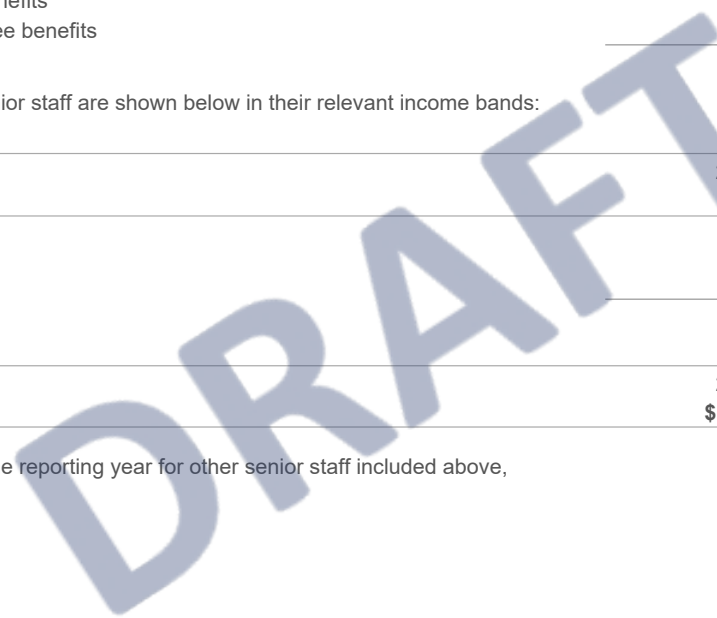 nefits
ee benefits
ior staff are shown below in their relevant income bands:
$
e reporting year for other senior staff included above,
DRAFT